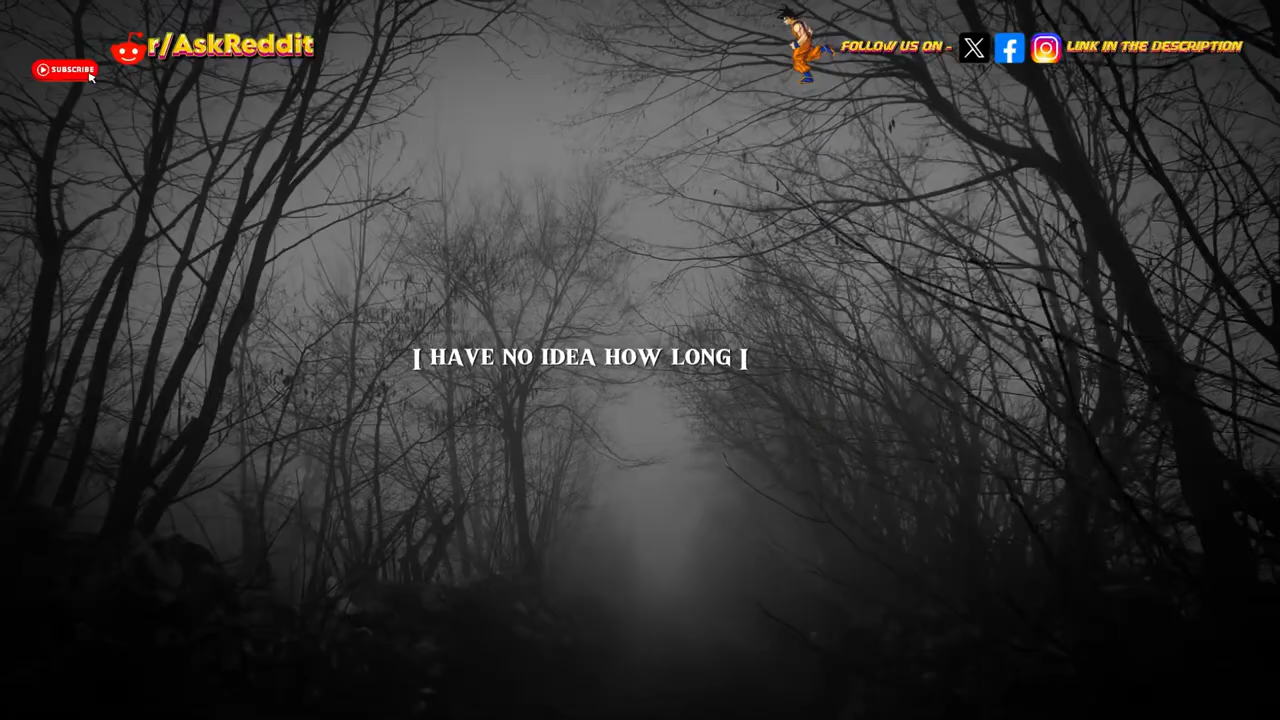 r/AskReddit
SUBSCRIBE
FOLLOW US ON -
LINK IN THE DESCRIPTION
I HAVE NO IDEA HOW LONG I